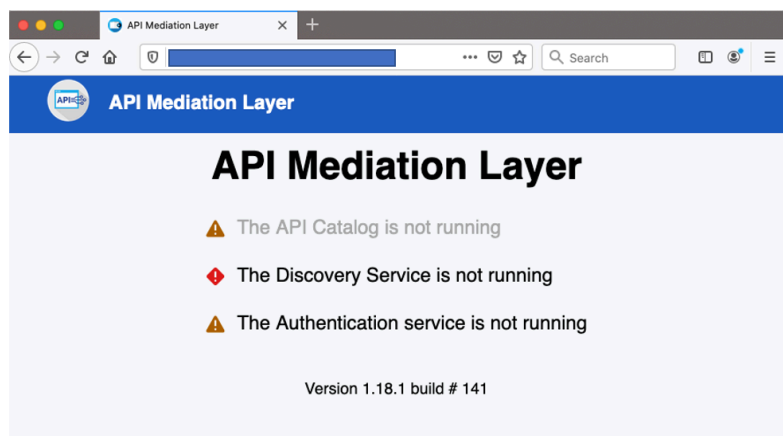 API Mediation Layer
Search
API
API Mediation Layer
API Mediation Layer
The API Catalog is not running
The Discovery Service is not running
The Authentication service is not running
Version 1.18.1 build # 141